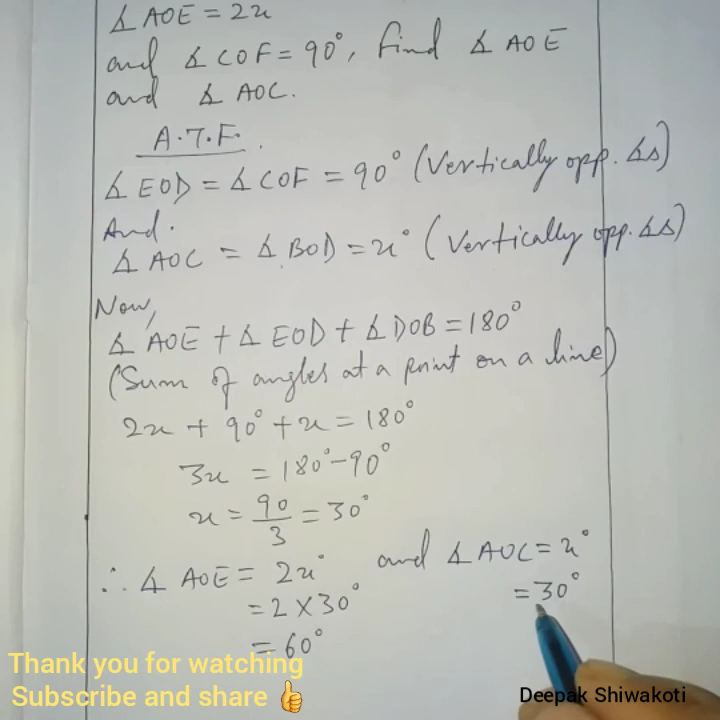 ∡ AOE = 2x
and ∡ COF = 90°, find ∡ AOE
and ∡ AOC.
A.T.F.
∡ EOD = ∡ COF = 90° (Vertically opp. ∡s)
And.
∡ AOC = ∡ BOD = x° (Vertically opp. ∡s)
Now,
∡ AOE + ∡ EOD + ∡ DOB = 180°
(Sum of angles at a point on a line)
2x + 90° + x = 180°
3x = 180° - 90°
x = 90/3 = 30°
∴ ∡ AOE = 2x° and ∡ AOC = x°
= 2 × 30° = 30°
= 60°
Thank you for watching
Subscribe and share 👍
Deepak Shiwakoti